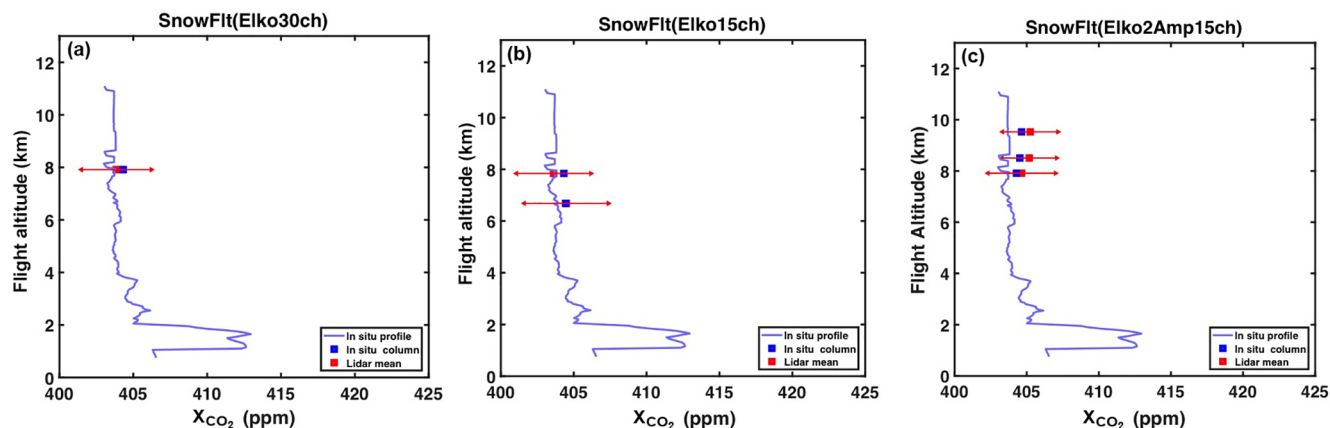 SnowFlt(Elko30ch)
(a)
12
10
8
6
4
2
0
Flight altitude (km)
400
405
410
415
420
425
X_CO₂ (ppm)
In situ profile
In situ column
Lidar mean
SnowFlt(Elko15ch)
(b)
12
10
8
6
4
2
0
Flight altitude (km)
400
405
410
415
420
425
X_CO₂ (ppm)
In situ profile
In situ column
Lidar mean
SnowFlt(Elko2Amp15ch)
(c)
12
10
8
6
4
2
0
Flight Altitude (km)
400
405
410
415
420
425
X_CO₂ (ppm)
In situ profile
In situ column
Lidar mean